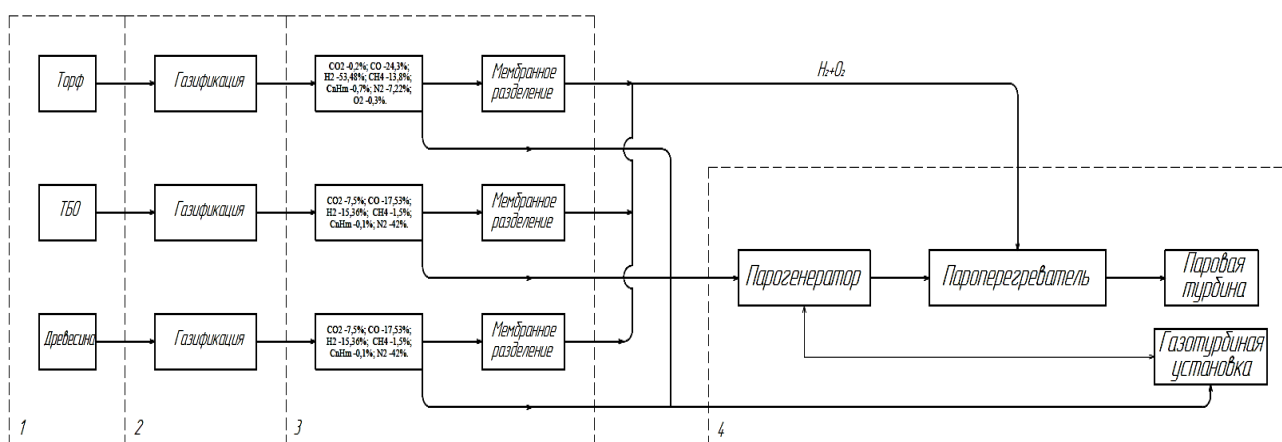 Торф
Газификация
CO2 -0,2%; CO -24,3%;
H2 -53,48%; CH4 -13,8%;
CnHm -0,7%; N2 -7,22%;
O2 -0,3%.
Мембранное
разделение
H₂+O₂
ТБО
Газификация
CO2 -7,5%; CO -17,53%;
H2 -15,36%; CH4 -1,5%;
CnHm -0,1%; N2 -42%.
Мембранное
разделение
Парогенератор
Пароперегреватель
Паровая
турбина
Древесина
Газификация
CO2 -7,5%; CO -17,53%;
H2 -15,36%; CH4 -1,5%;
CnHm -0,1%; N2 -42%.
Мембранное
разделение
Газотурбиная
установка
1
2
3
4